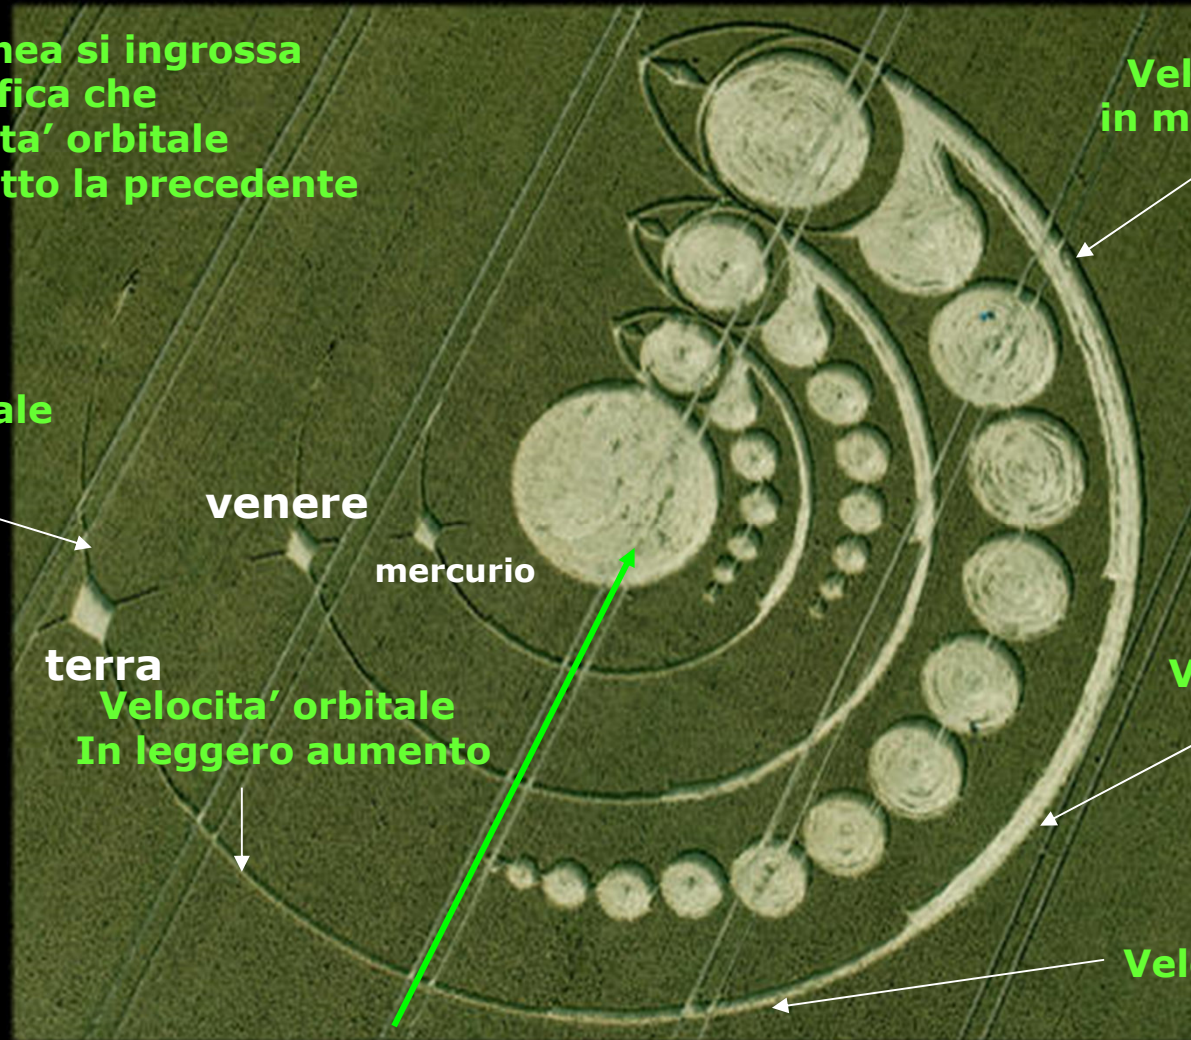 nea si ingrossa
fica che
ta’ orbitale
tto la precedente
Vel
in m
ale
venere
mercurio
terra
Velocita’ orbitale
In leggero aumento
V
Vel